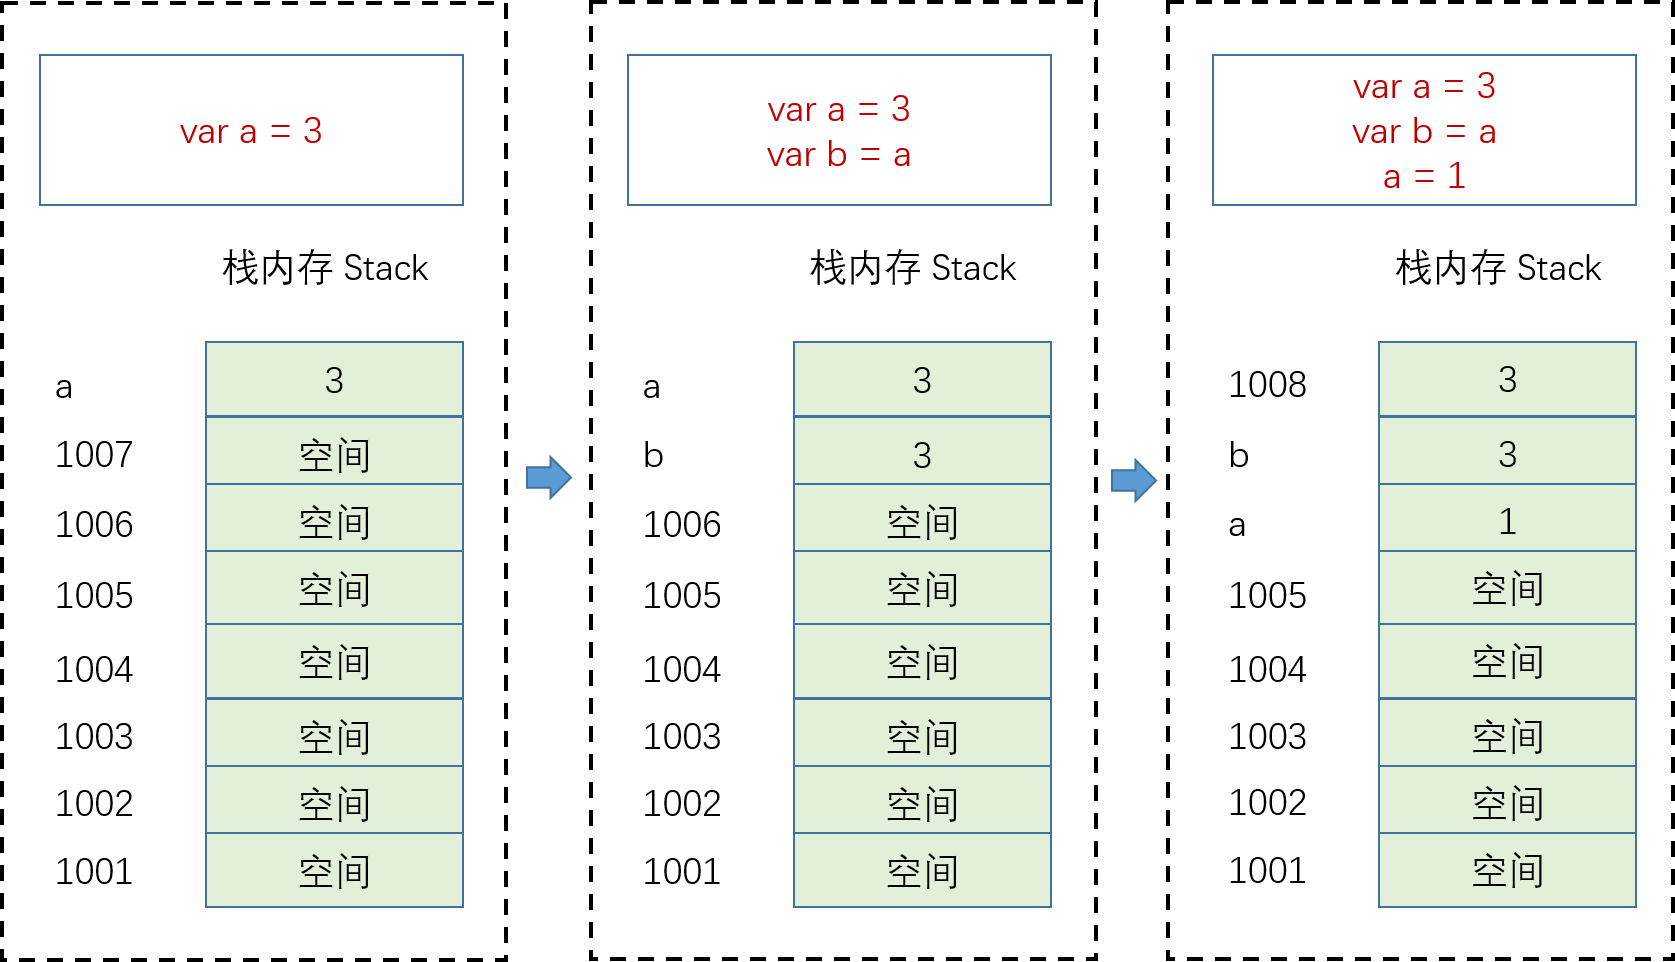 var a = 3
栈内存 Stack
a 3
1007 空间
1006 空间
1005 空间
1004 空间
1003 空间
1002 空间
1001 空间
var a = 3
var b = a
栈内存 Stack
a 3
b 3
1006 空间
1005 空间
1004 空间
1003 空间
1002 空间
1001 空间
var a = 3
var b = a
a = 1
栈内存 Stack
1008 3
b 3
a 1
1005 空间
1004 空间
1003 空间
1002 空间
1001 空间